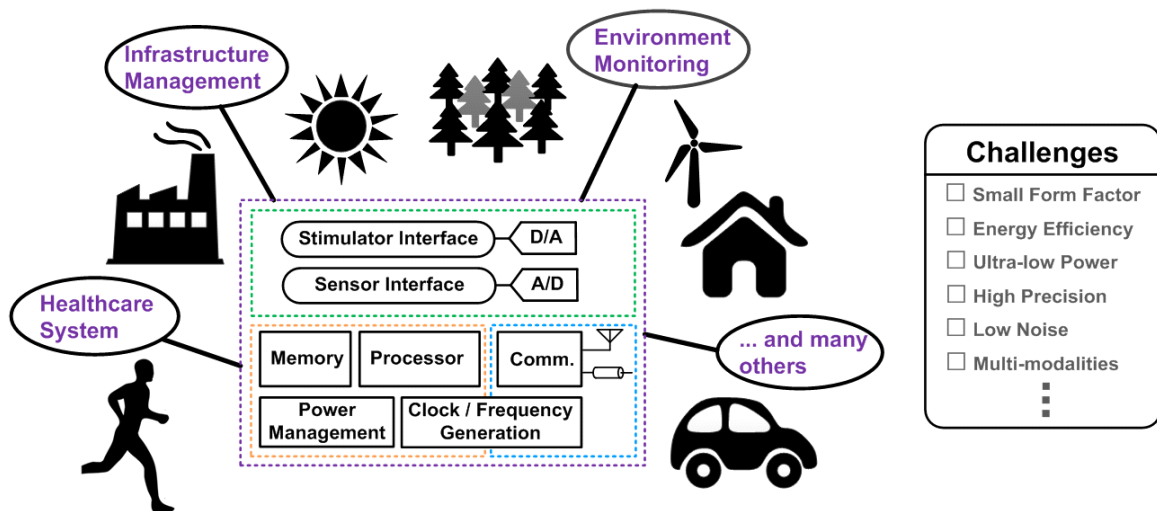 Infrastructure
Management
Environment
Monitoring
Healthcare
System
... and many
others
Stimulator Interface
D/A
Sensor Interface
A/D
Memory
Processor
Comm.
Power
Management
Clock / Frequency
Generation
Challenges
Small Form Factor
Energy Efficiency
Ultra-low Power
High Precision
Low Noise
Multi-modalities